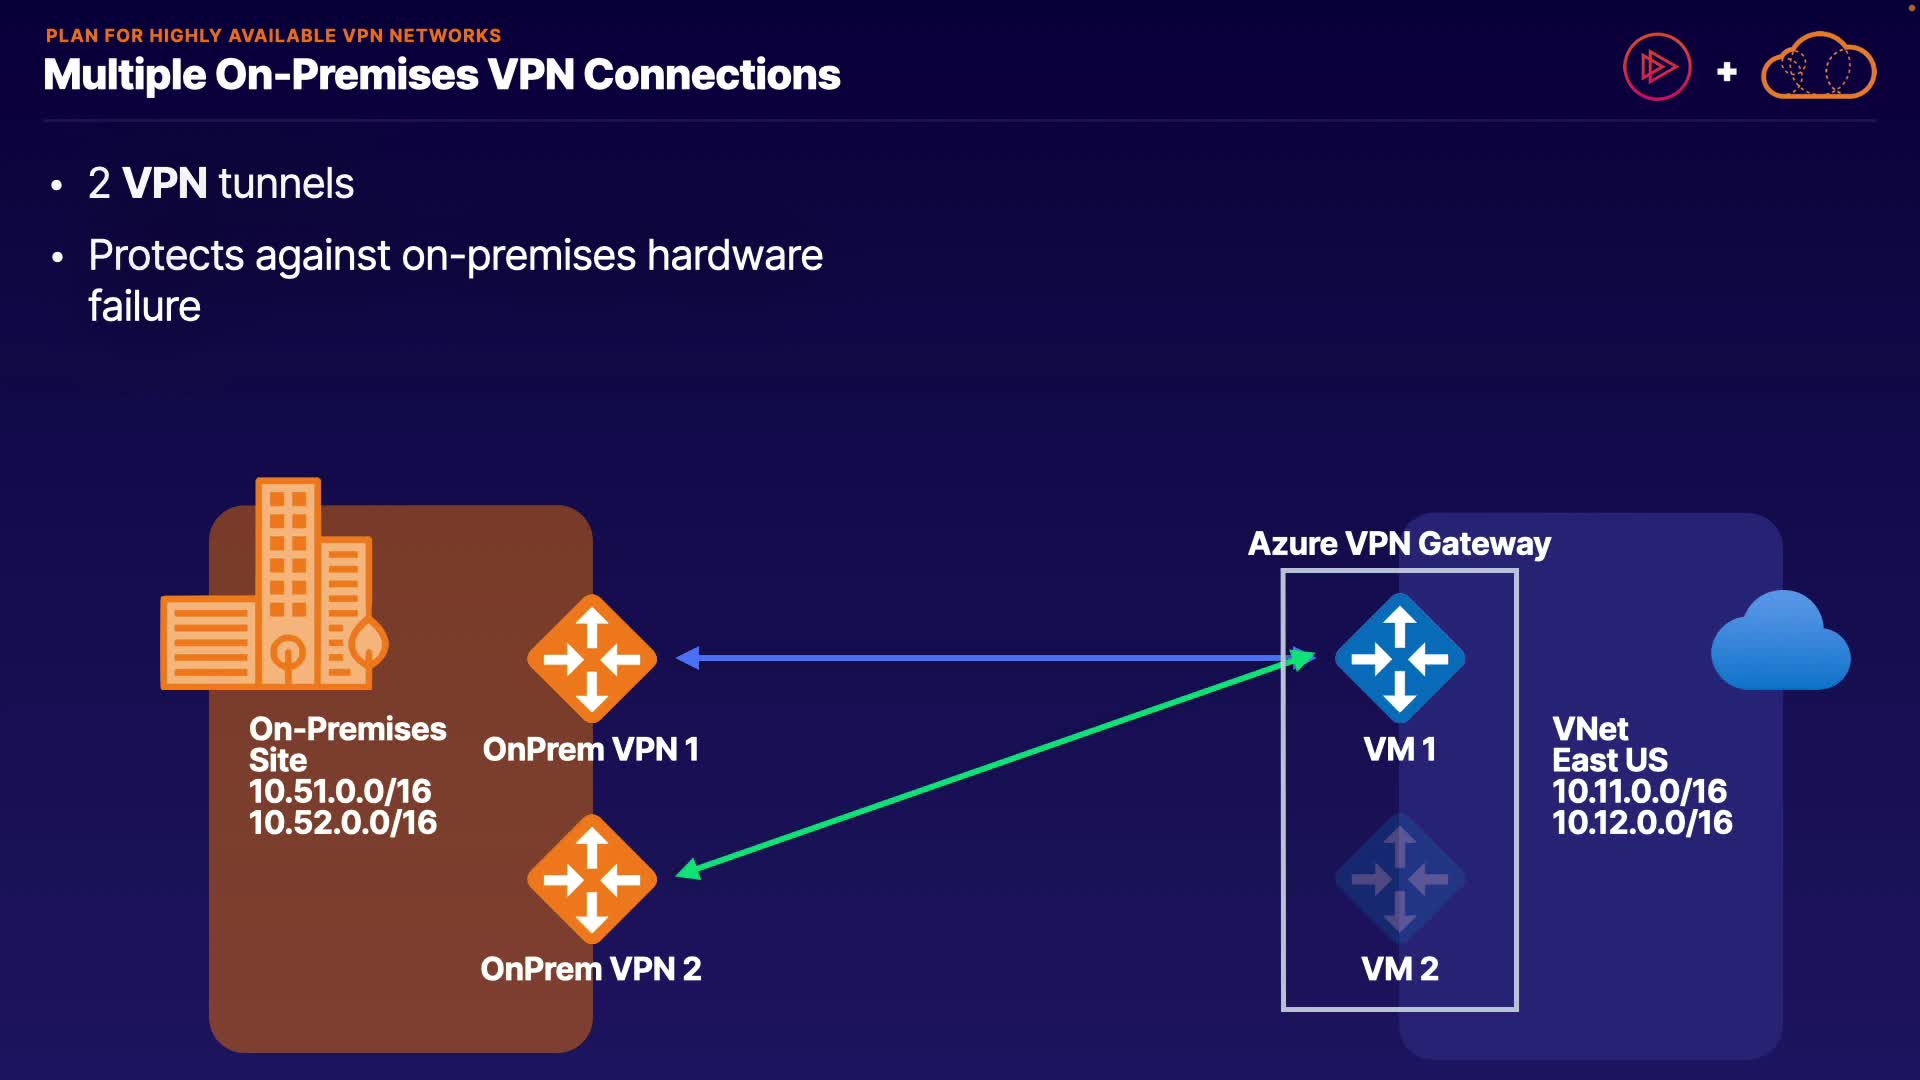 PLAN FOR HIGHLY AVAILABLE VPN NETWORKS
Multiple On-Premises VPN Connections
+
• 2 VPN tunnels
• Protects against on-premises hardware
failure
Azure VPN Gateway
On-Premises
Site
10.51.0.0/16
10.52.0.0/16
OnPrem VPN 1
OnPrem VPN 2
VM 1
VM 2
VNet
East US
10.11.0.0/16
10.12.0.0/16